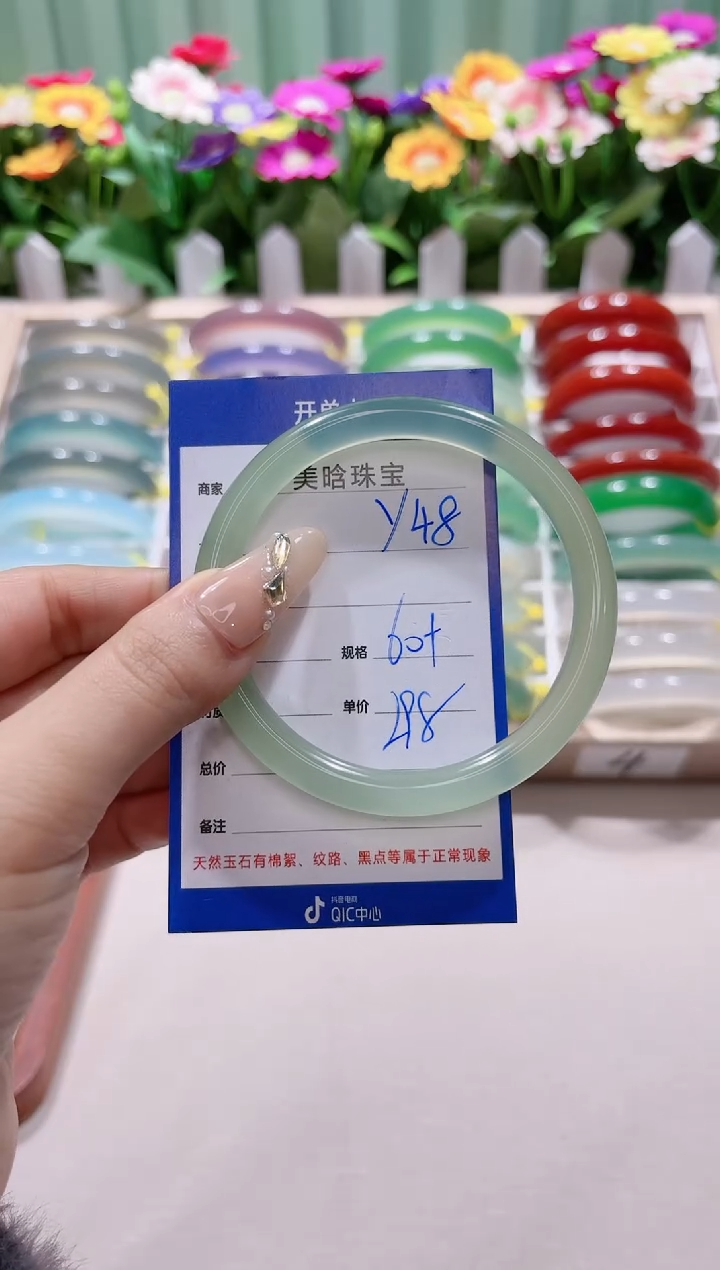 开单
商家 美晗珠宝
Y48
规格 60+
单价 298
总价
备注
天然玉石有棉絮、纹路、黑点等属于正常现象
抖音电商
QIC中心
4